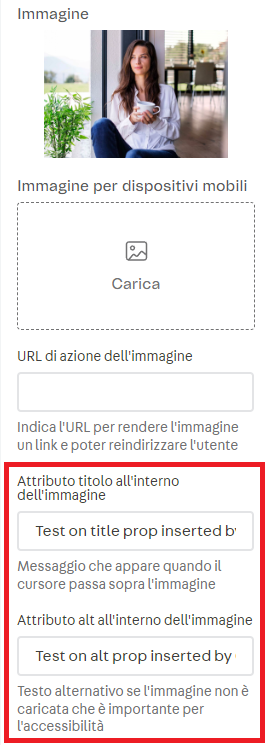 Immagine
Immagine per dispositivi mobili
Carica
URL di azione dell'immagine
Indica l'URL per rendere l'immagine
un link e poter reindirizzare l'utente
Attributo titolo all'interno
dell'immagine
Test on title prop inserted by
Messaggio che appare quando il
cursore passa sopra l'immagine
Attributo alt all'interno dell'immagine
Test on alt prop inserted by
Testo alternativo se l'immagine non è
caricata che è importante per
l'accessibilità